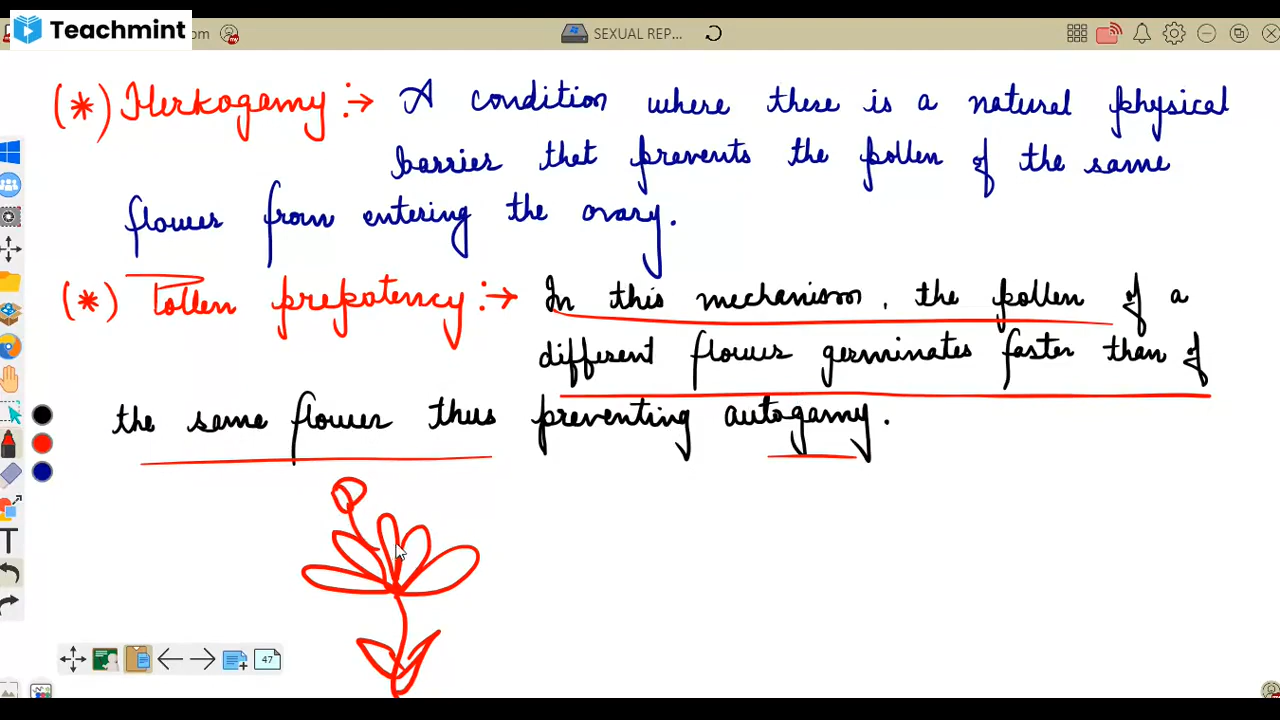 Teachmint
om
SEXUAL REP...
(*) Herkogamy :→ A condition where there is a natural physical
barrier that prevents the pollen of the same
flower from entering the ovary.
(*) Pollen prepotency :→ In this mechanism, the pollen of a
different flower germinates faster than of
the same flower thus preventing autogamy.
T
47